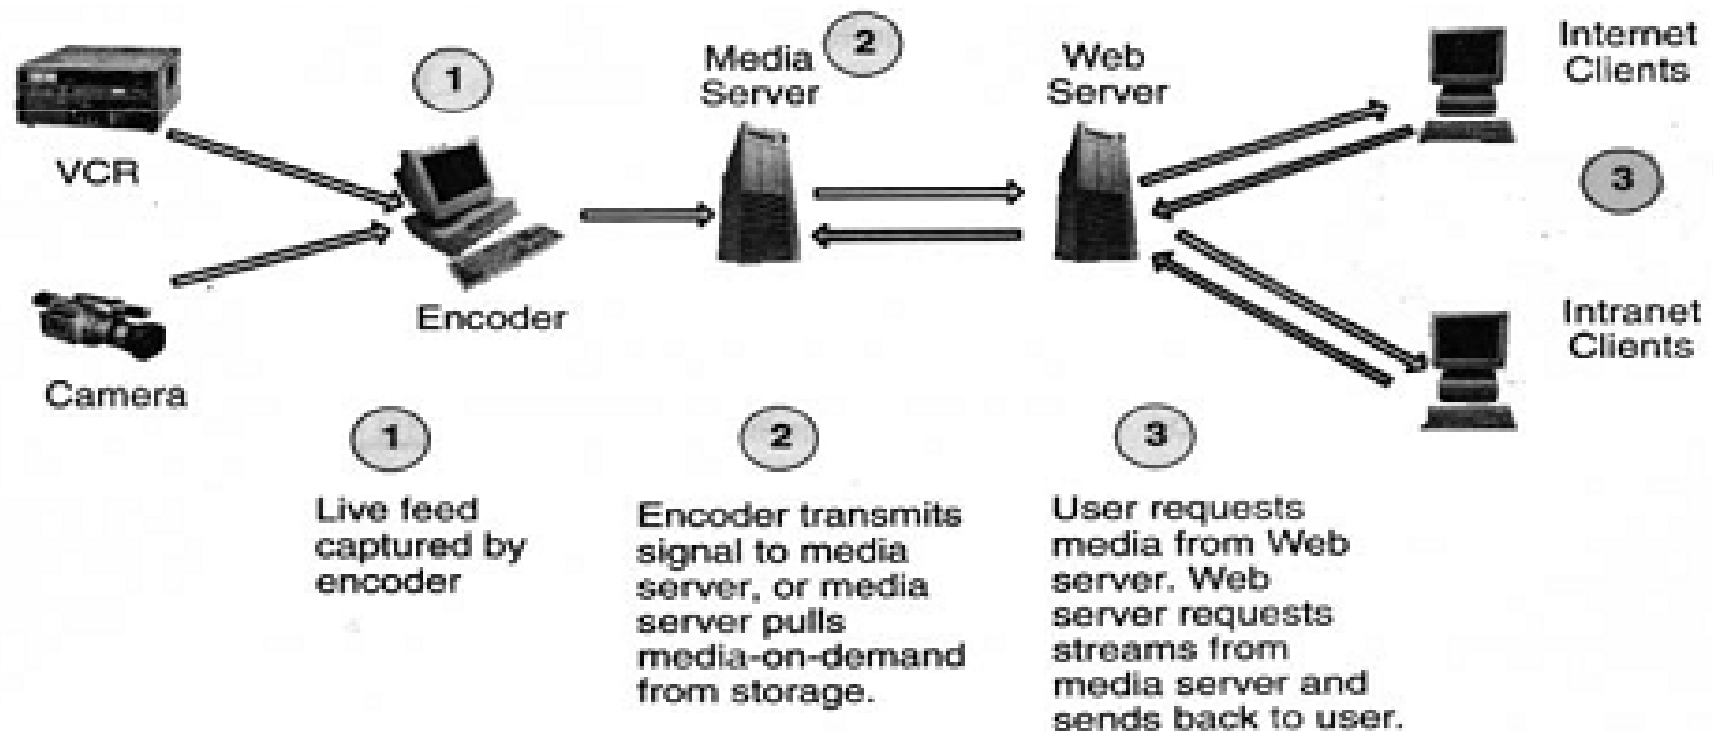 VCR
Camera
1
Encoder
Media
Server
2
Web
Server
Internet
Clients
3
Intranet
Clients
1
Live feed
captured by
encoder
2
Encoder transmits
signal to media
server, or media
server pulls
media-on-demand
from storage.
3
User requests
media from Web
server. Web
server requests
streams from
media server and
sends back to user.